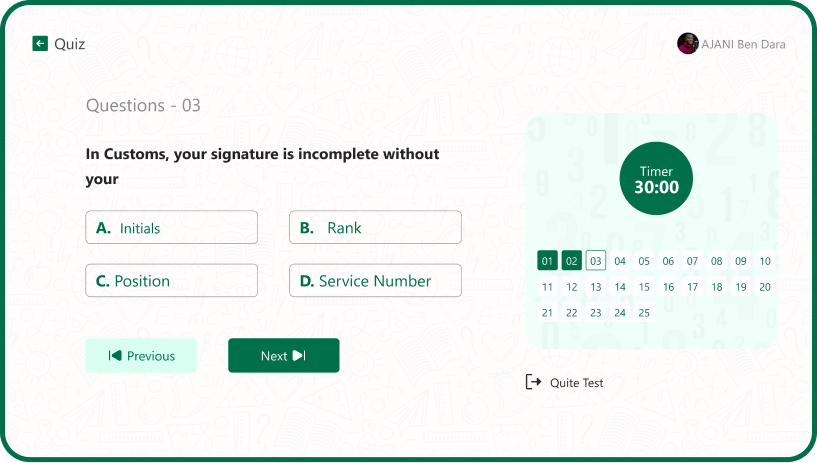 Quiz
AJANI Ben Dara
Questions - 03
In Customs, your signature is incomplete without
your
A. Initials
B. Rank
C. Position
D. Service Number
Previous
Next
Timer
30:00
01 02 03 04 05 06 07 08 09 10
11 12 13 14 15 16 17 18 19 20
21 22 23 24 25
Quite Test